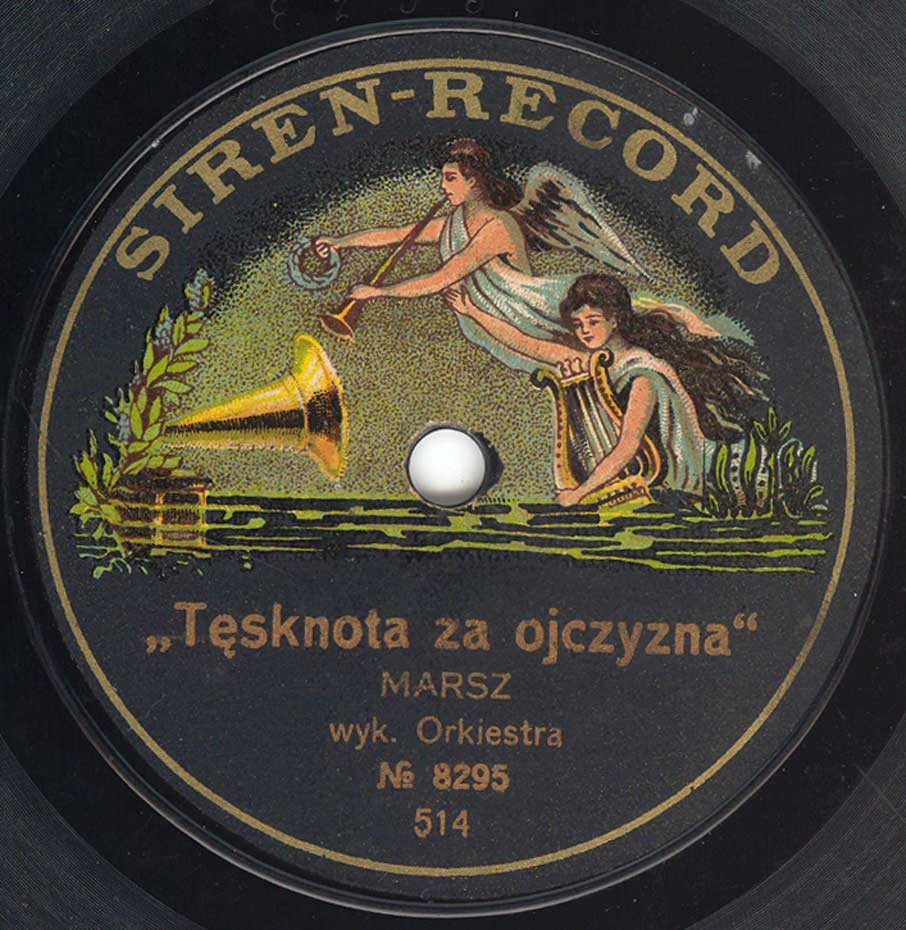 SIREN-RECORD
„Tęsknota za ojczyzna“
MARSZ
wyk. Orkiestra
№ 8295
514